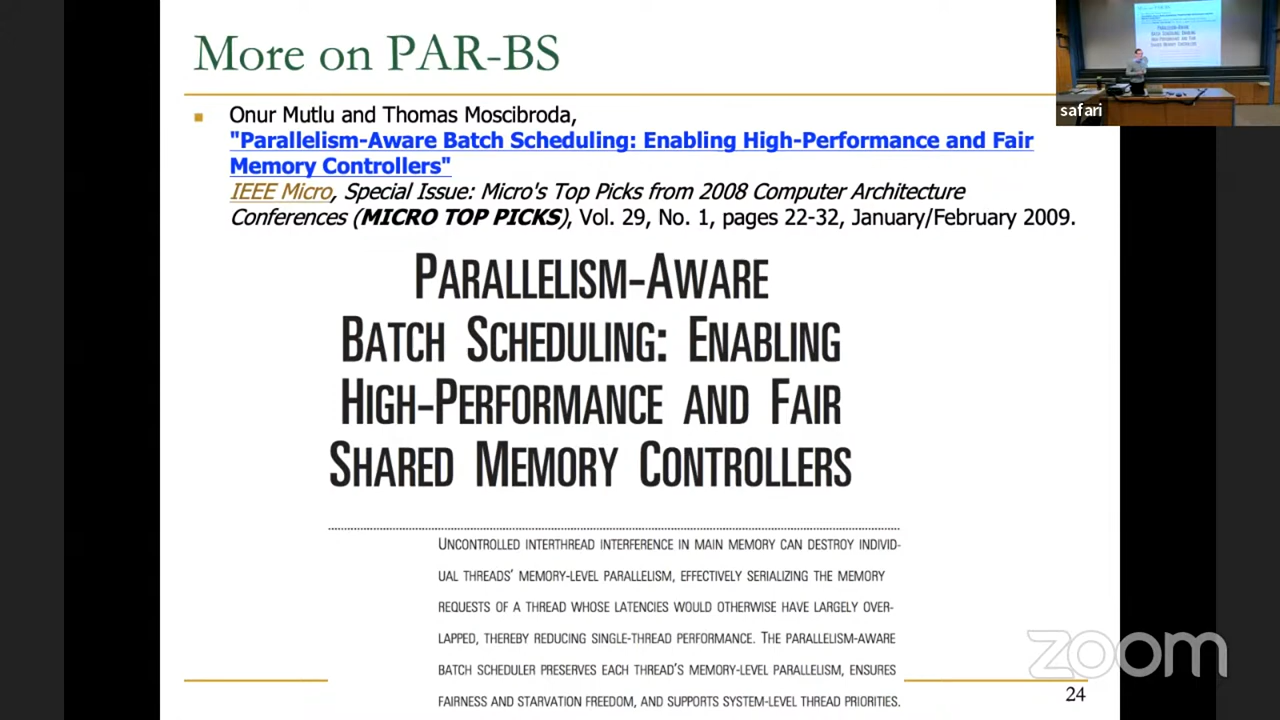 More on PAR-BS
Onur Mutlu and Thomas Moscibroda,
"Parallelism-Aware Batch Scheduling: Enabling High-Performance and Fair
Memory Controllers"
IEEE Micro, Special Issue: Micro's Top Picks from 2008 Computer Architecture
Conferences (MICRO TOP PICKS), Vol. 29, No. 1, pages 22-32, January/February 2009.
PARALLELISM-AWARE
BATCH SCHEDULING: ENABLING
HIGH-PERFORMANCE AND FAIR
SHARED MEMORY CONTROLLERS
UNCONTROLLED INTERTHREAD INTERFERENCE IN MAIN MEMORY CAN DESTROY INDIVID-
UAL THREADS' MEMORY-LEVEL PARALLELISM, EFFECTIVELY SERIALIZING THE MEMORY
REQUESTS OF A THREAD WHOSE LATENCIES WOULD OTHERWISE HAVE LARGELY OVER-
LAPPED, THEREBY REDUCING SINGLE-THREAD PERFORMANCE. THE PARALLELISM-AWARE
BATCH SCHEDULER PRESERVES EACH THREAD'S MEMORY-LEVEL PARALLELISM, ENSURES
FAIRNESS AND STARVATION FREEDOM, AND SUPPORTS SYSTEM-LEVEL THREAD PRIORITIES.
24
safari
zoom